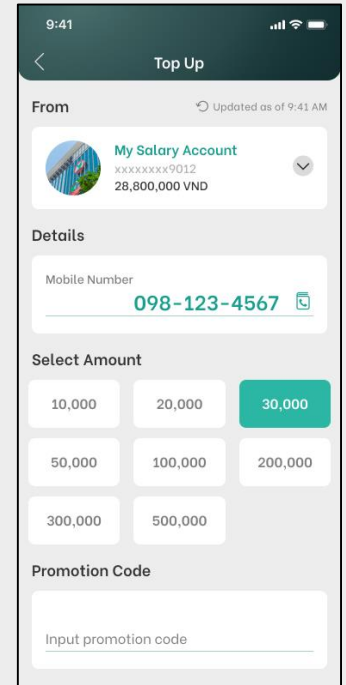 9:41
Top Up
From
Updated as of 9:41 AM
My Salary Account
xxxxxxxx9012
28,800,000 VND
Details
Mobile Number
098-123-4567
Select Amount
10,000 20,000 30,000
50,000 100,000 200,000
300,000 500,000
Promotion Code
Input promotion code